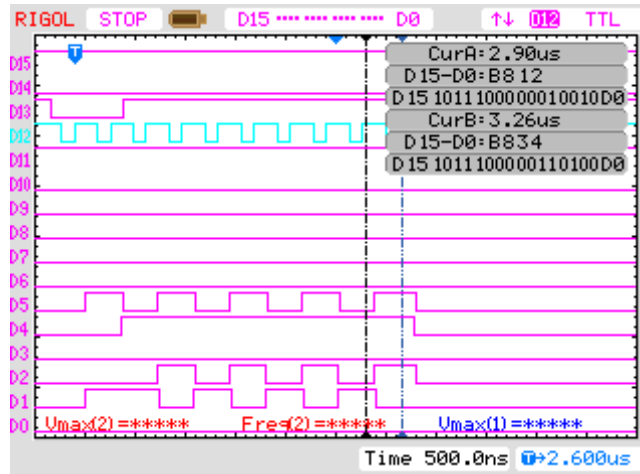 RIGOL STOP D15 ···· ···· ···· ···· D0 ↑↓ D12 TTL
T
CurA:2.90us
D15-D0:B812
D15 1011100000010010D0
CurB:3.26us
D15-D0:B834
D15 1011100000110100D0
D15
D14
D13
D12
D11
D10
D9
D8
D7
D6
D5
D4
D3
D2
D1
D0
Vmax(2)=***** Freq(2)=***** Vmax(1)=*****
Time 500.0ns T→2.600us